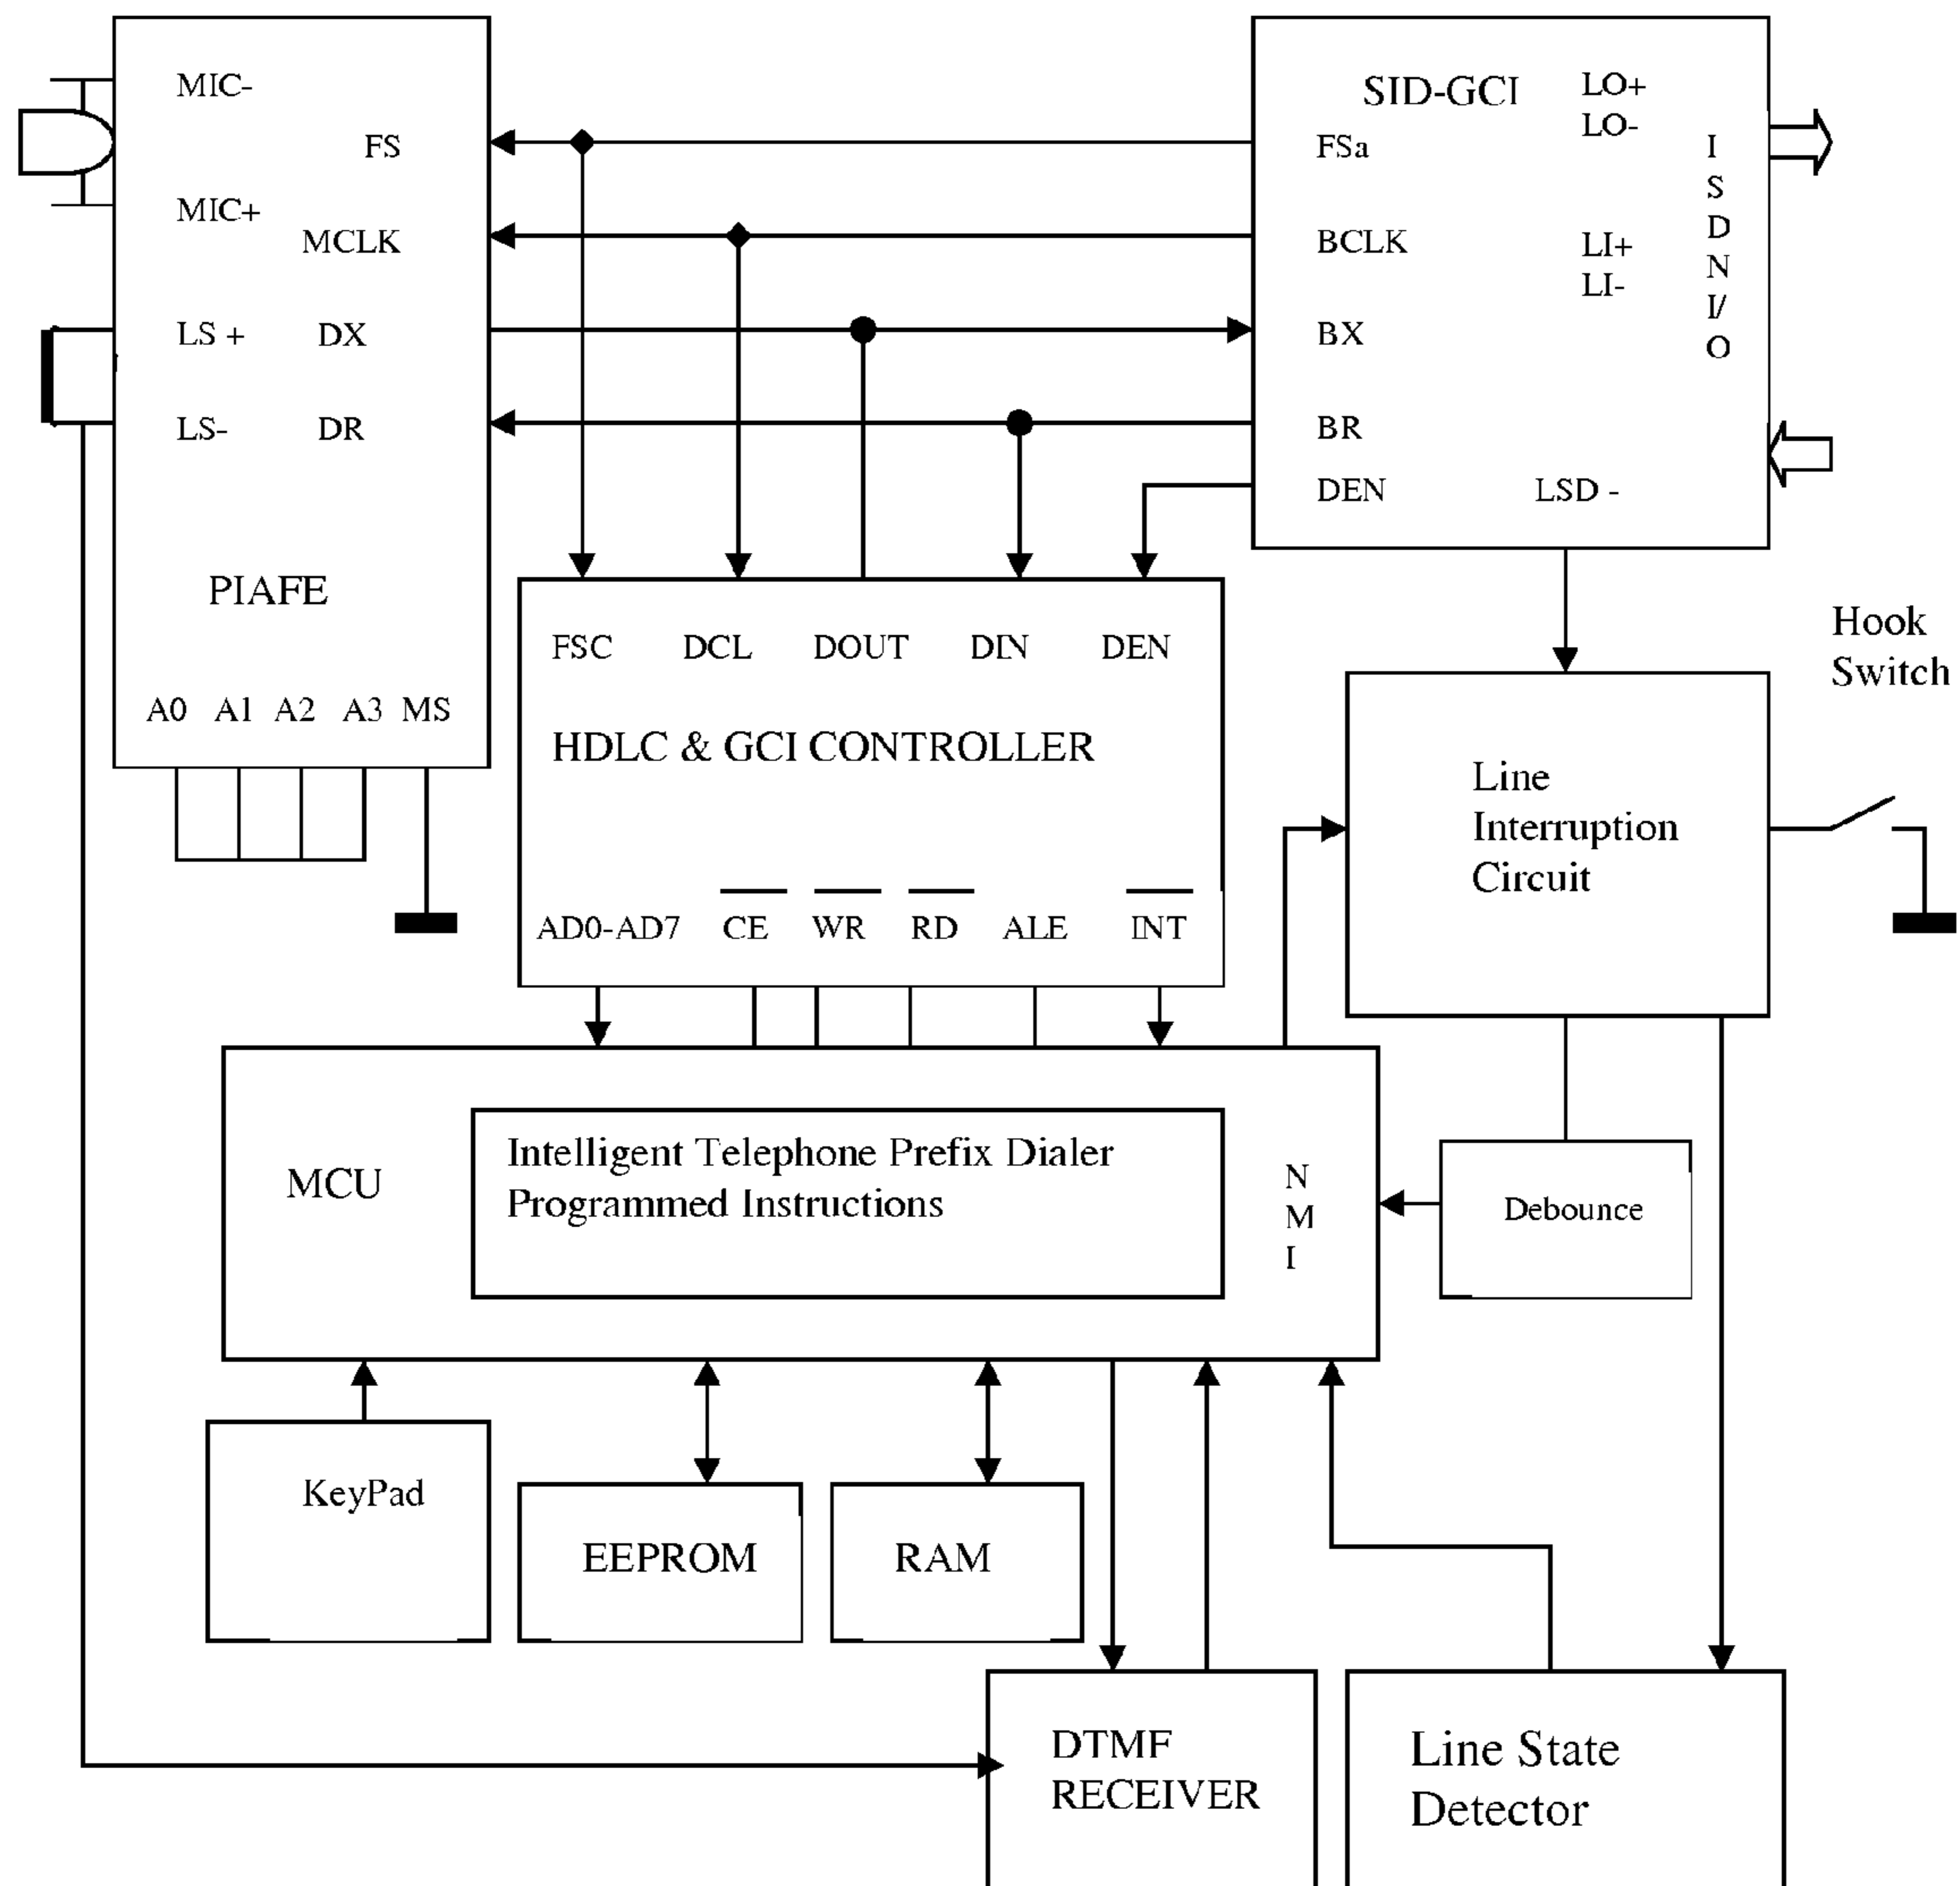 MIC-
FS
MIC+
MCLK
LS + DX
LS- DR
PIAFE
A0 A1 A2 A3 MS
SID-GCI
LO+
LO-
FSa
BCLK
LI+
LI-
BX
BR
DEN
LSD -
I
S
D
N
I/
O
FSC DCL DOUT DIN DEN
HDLC & GCI CONTROLLER
AD0-AD7 CE WR RD ALE INT
Hook
Switch
Line
Interruption
Circuit
MCU
Intelligent Telephone Prefix Dialer
Programmed Instructions
N
M
I
Debounce
KeyPad
EEPROM
RAM
DTMF
RECEIVER
Line State
Detector